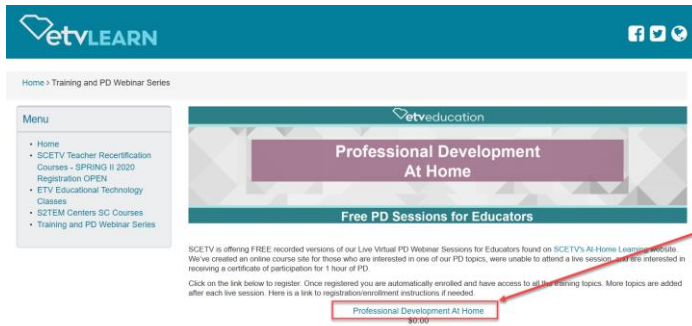 etvLEARN
Home > Training and PD Webinar Series
Menu
• Home
• SCETV Teacher Recertification
Courses - SPRING II 2020
Registration OPEN
• ETV Educational Technology
Classes
• S2TEM Centers SC Courses
• Training and PD Webinar Series
etveducation
Professional Development
At Home
Free PD Sessions for Educators
SCETV is offering FREE recorded versions of our Live Virtual PD Webinar Sessions for Educators found on SCETV's At-Home Learning website.
We've created an online course site for those who are interested in one of our PD topics, were unable to attend a live session, and are interested in
receiving a certificate of participation for 1 hour of PD.
Click on the link below to register. Once registered you are automatically enrolled and have access to all the training topics. More topics are added
after each live session. Here is a link to registration/enrollment instructions if needed.
Professional Development At Home
$0.00